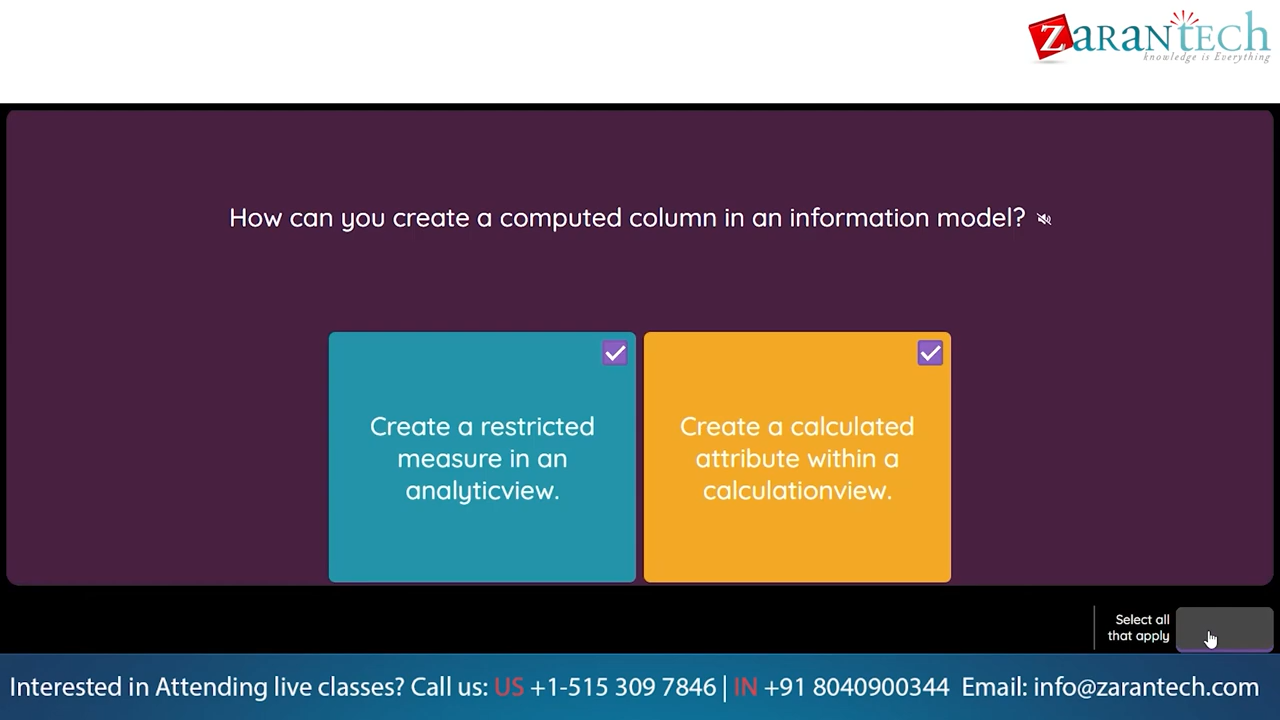 ZARANTECH
knowledge is Everything
How can you create a computed column in an information model?
Create a restricted
measure in an
analyticview.
Create a calculated
attribute within a
calculationview.
Select all
that apply
Interested in Attending live classes? Call us: US +1-515 309 7846 | IN +91 8040900344 Email: info@zarantech.com